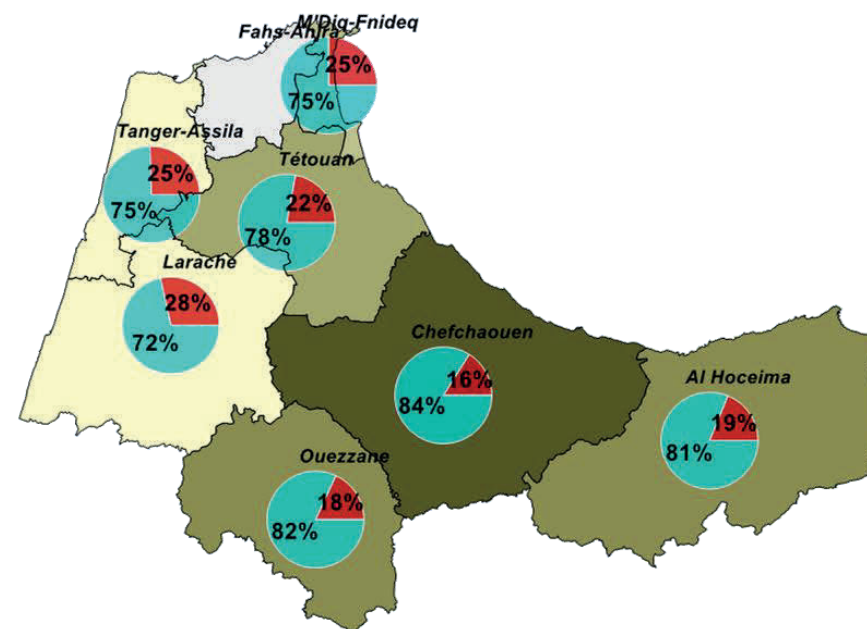 M'Diq-Fnideq
Fahs-Anjra
25%
75%
Tanger-Assila
25%
75%
Tétouan
22%
78%
Larache
28%
72%
Chefchaouen
16%
84%
Al Hoceima
19%
81%
Ouezzane
18%
82%